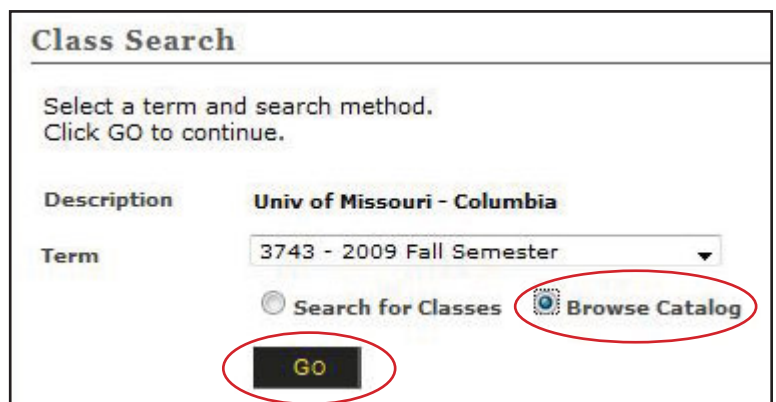 Class Search
Select a term and search method.
Click GO to continue.
Description Univ of Missouri - Columbia
Term 3743 - 2009 Fall Semester
Search for Classes Browse Catalog
GO